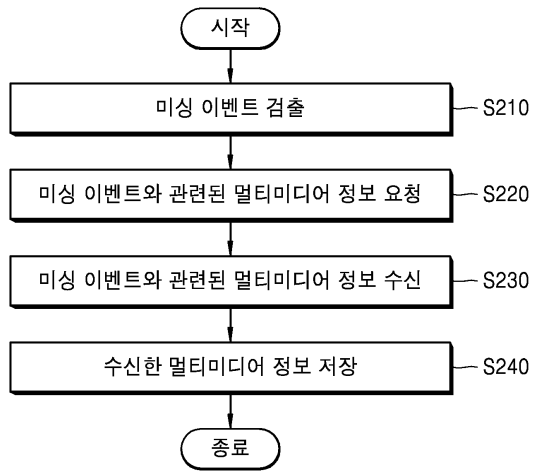 시작
미싱 이벤트 검출
S210
미싱 이벤트와 관련된 멀티미디어 정보 요청
S220
미싱 이벤트와 관련된 멀티미디어 정보 수신
S230
수신한 멀티미디어 정보 저장
S240
종료